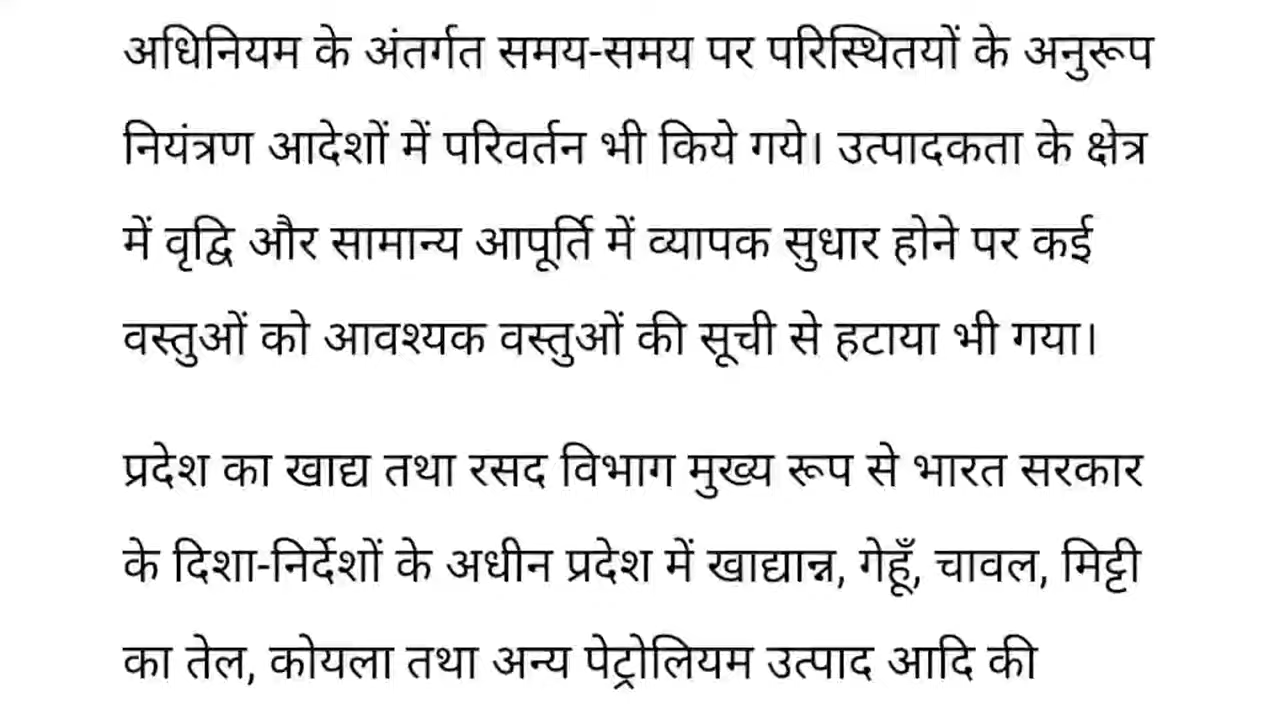 अधिनियम के अंतर्गत समय-समय पर परिस्थितयों के अनुरूप
नियंत्रण आदेशों में परिवर्तन भी किये गये। उत्पादकता के क्षेत्र
में वृद्वि और सामान्य आपूर्ति में व्यापक सुधार होने पर कई
वस्तुओं को आवश्यक वस्तुओं की सूची से हटाया भी गया।
प्रदेश का खाद्य तथा रसद विभाग मुख्य रूप से भारत सरकार
के दिशा-निर्देशों के अधीन प्रदेश में खाद्यान्न, गेहूँ, चावल, मिट्टी
का तेल, कोयला तथा अन्य पेट्रोलियम उत्पाद आदि की